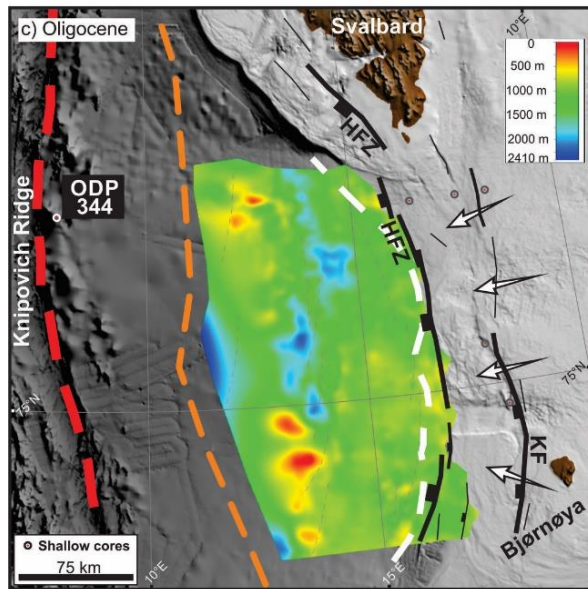 c) Oligocene
Svalbard
10°E
0
500 m
1000 m
1500 m
2000 m
2410 m
HFZ
ODP
344
Knipovich Ridge
HFZ
75°N
75°N
KF
Bjørnøya
Shallow cores
75 km
10°E
15°E